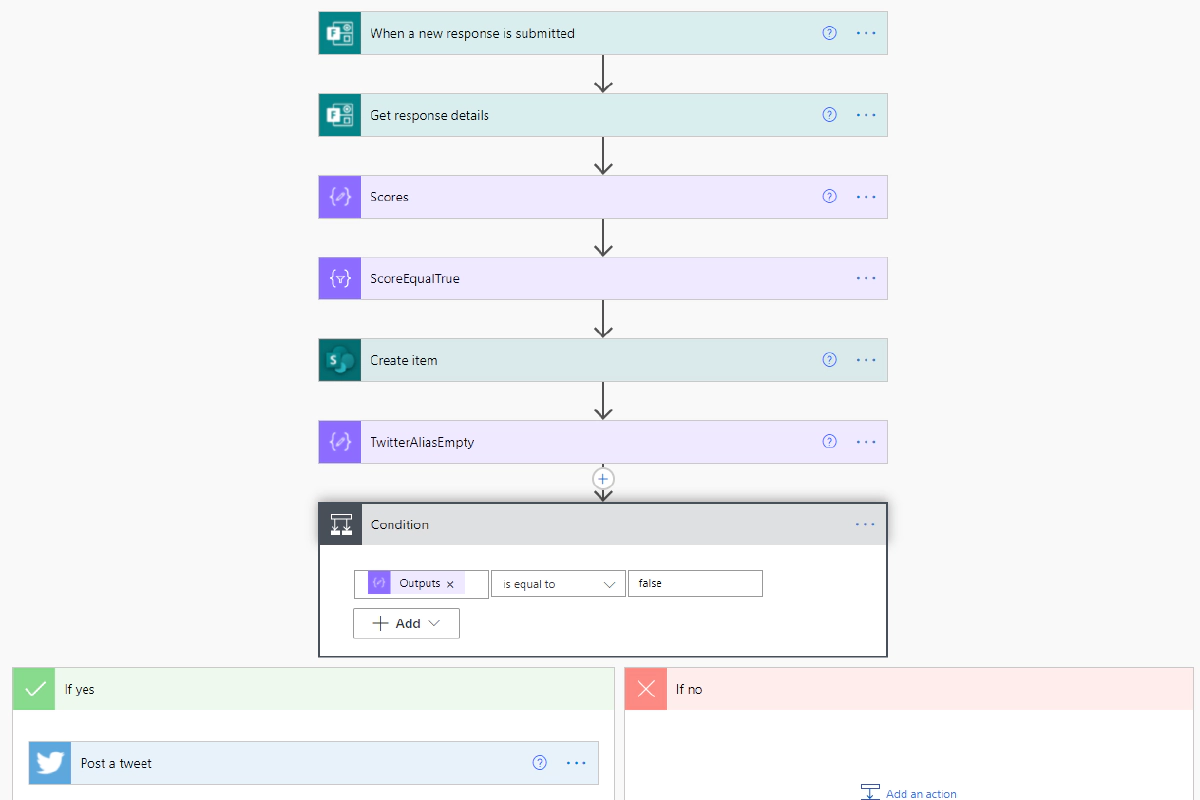 When a new response is submitted
Get response details
Scores
ScoreEqualTrue
Create item
TwitterAliasEmpty
Condition
Outputs is equal to false
Add
If yes
If no
Post a tweet
Add an action